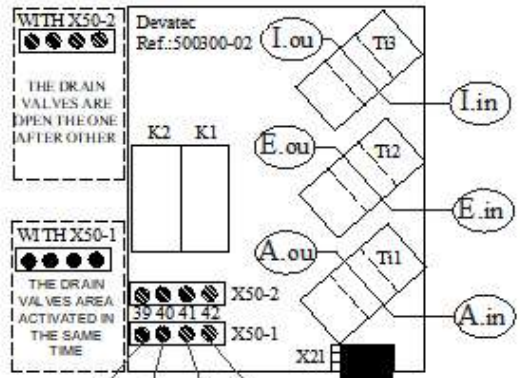 WITH X50-2
THE DRAIN
VALVES ARE
OPEN THE ONE
AFTER OTHER
WITH X50-1
THE DRAIN
VALVES AREA
ACTIVATED IN
THE SAME
TIME
Devatec
Ref.:500300-02
K2 K1
I.ou
Ti3
I.in
E.ou
Ti2
E.in
A.ou
Ti1
A.in
X50-2
39 40 41 42
X50-1
X21